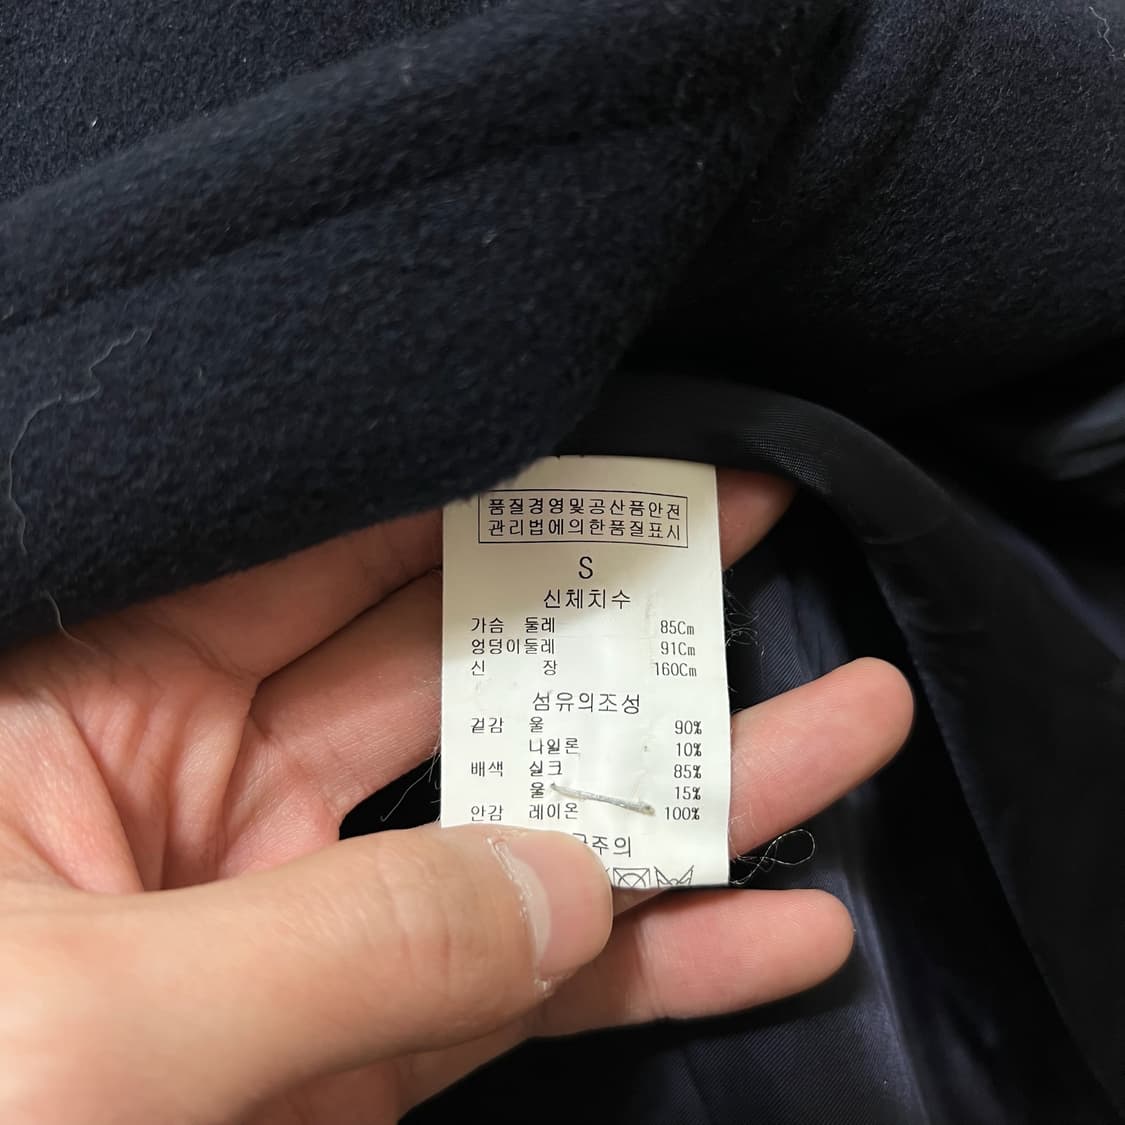 품질경영및공산품안전
관리법에의한품질표시
S
신체치수
가슴 둘레 85Cm
엉덩이둘레 91Cm
신 장 160Cm
섬유의조성
겉감 울 90%
나일론 10%
배색 실크 85%
울 15%
안감 레이온 100%
주의